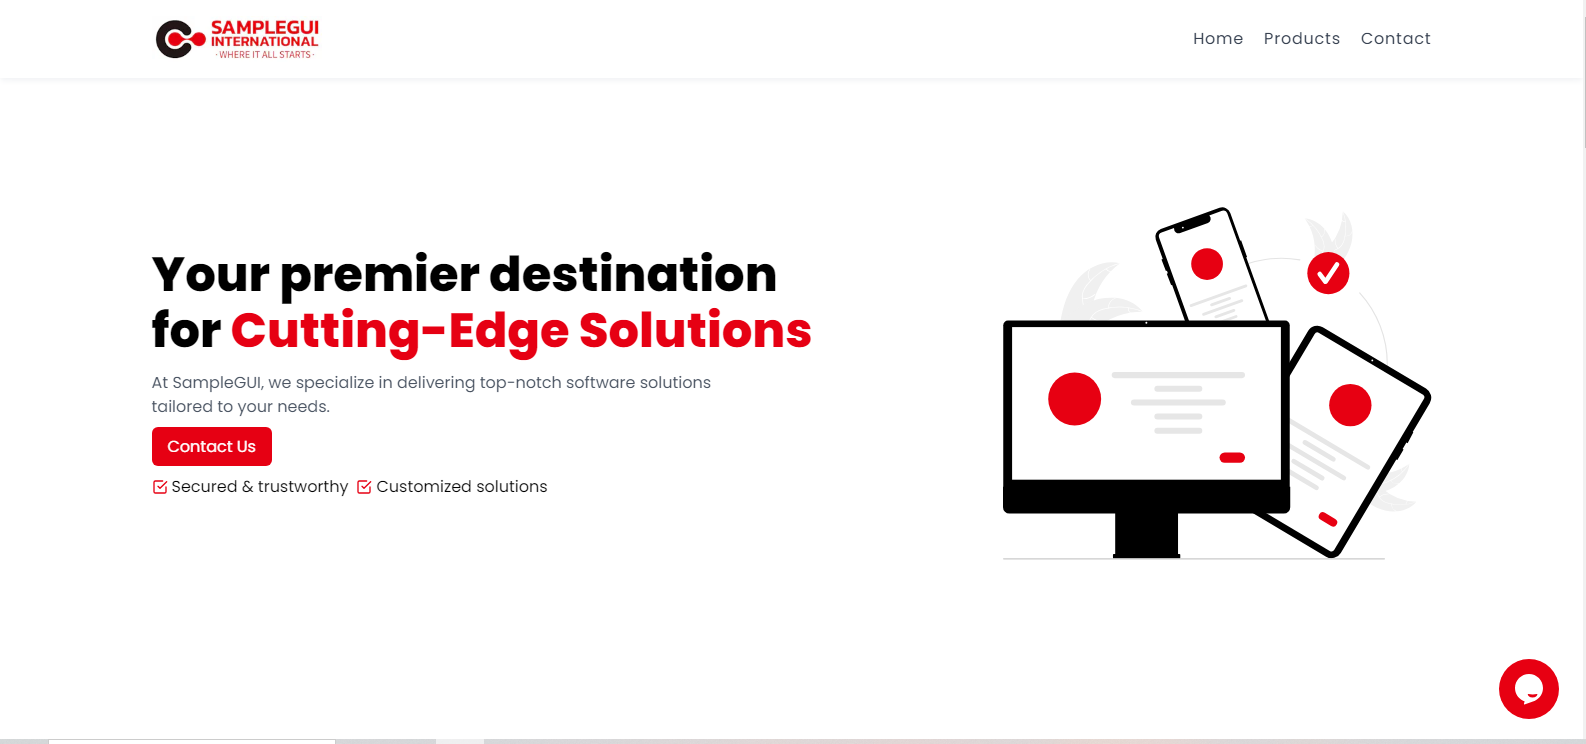 SAMPLEGUI
INTERNATIONAL
· WHERE IT ALL STARTS ·
Home Products Contact
Your premier destination
for Cutting-Edge Solutions
At SampleGUI, we specialize in delivering top-notch software solutions
tailored to your needs.
Contact Us
Secured & trustworthy Customized solutions